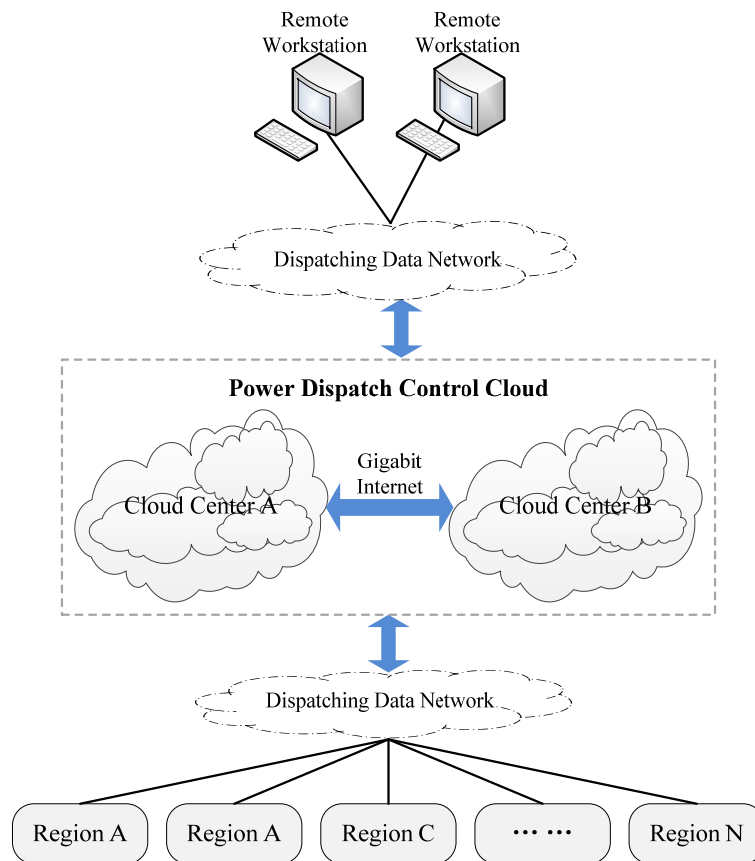 Remote
Workstation
Remote
Workstation
Dispatching Data Network
Power Dispatch Control Cloud
Gigabit
Internet
Cloud Center A
Cloud Center B
Dispatching Data Network
Region A
Region A
Region C
··· ···
Region N